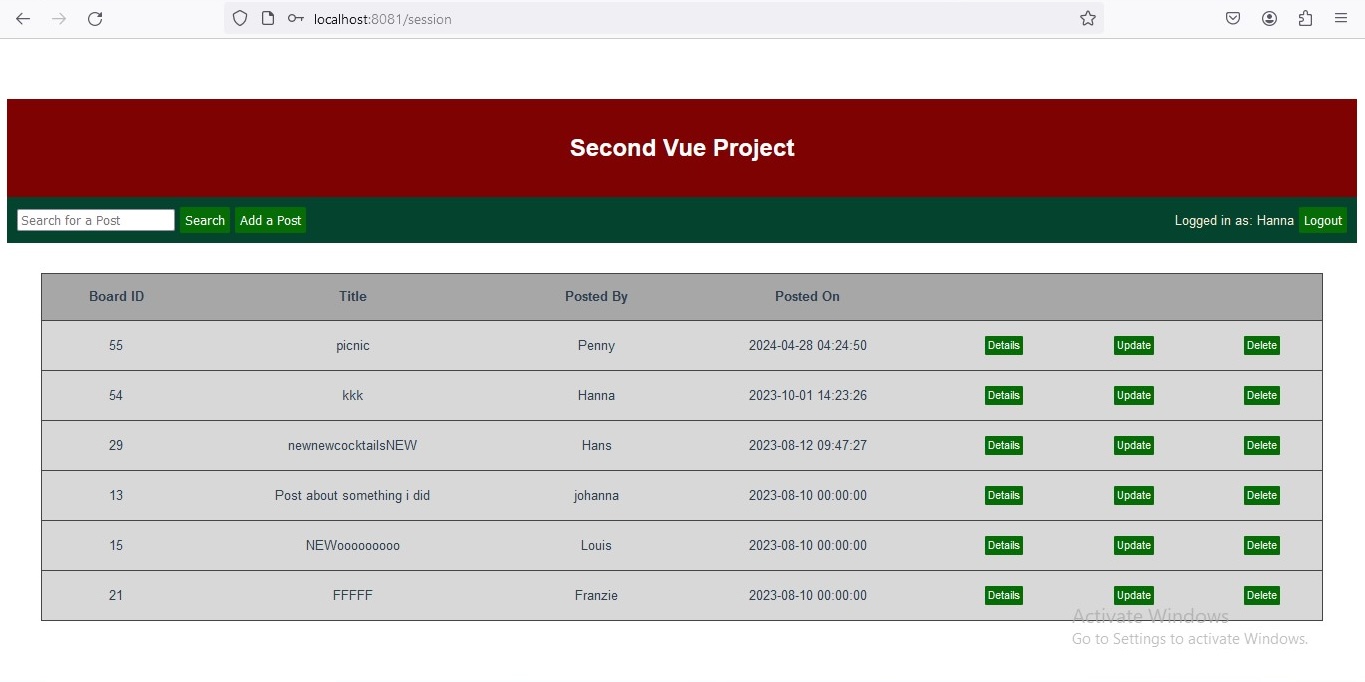 localhost:8081/session
Second Vue Project
Search for a Post Search Add a Post Logged in as: Hanna Logout
Board ID Title Posted By Posted On
55 picnic Penny 2024-04-28 04:24:50 Details Update Delete
54 kkk Hanna 2023-10-01 14:23:26 Details Update Delete
29 newnewcocktailsNEW Hans 2023-08-12 09:47:27 Details Update Delete
13 Post about something i did johanna 2023-08-10 00:00:00 Details Update Delete
15 NEWooooooooo Louis 2023-08-10 00:00:00 Details Update Delete
21 FFFFF Franzie 2023-08-10 00:00:00 Details Update Delete
Activate Windows
Go to Settings to activate Windows.